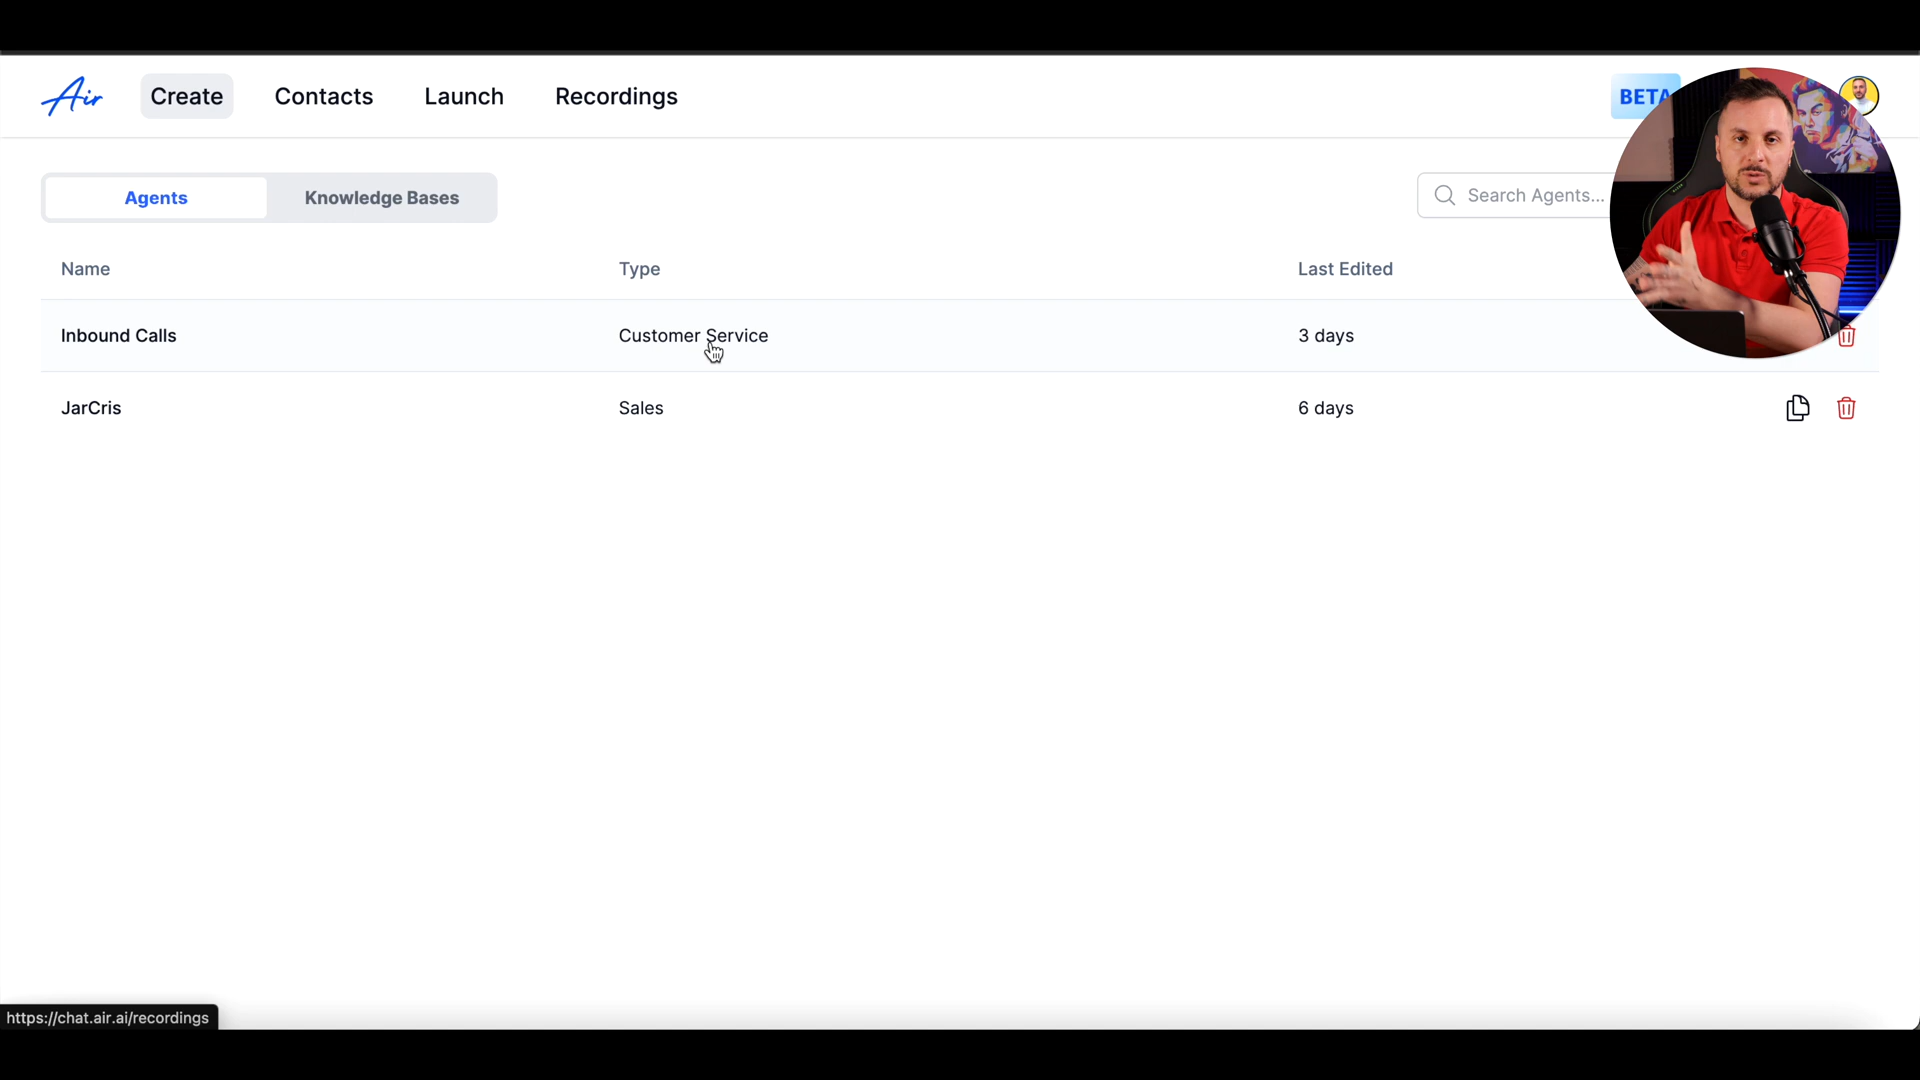 Air Create Contacts Launch Recordings BETA
Agents Knowledge Bases Search Agents...
Name Type Last Edited
Inbound Calls Customer Service 3 days
JarCris Sales 6 days
https://chat.air.ai/recordings